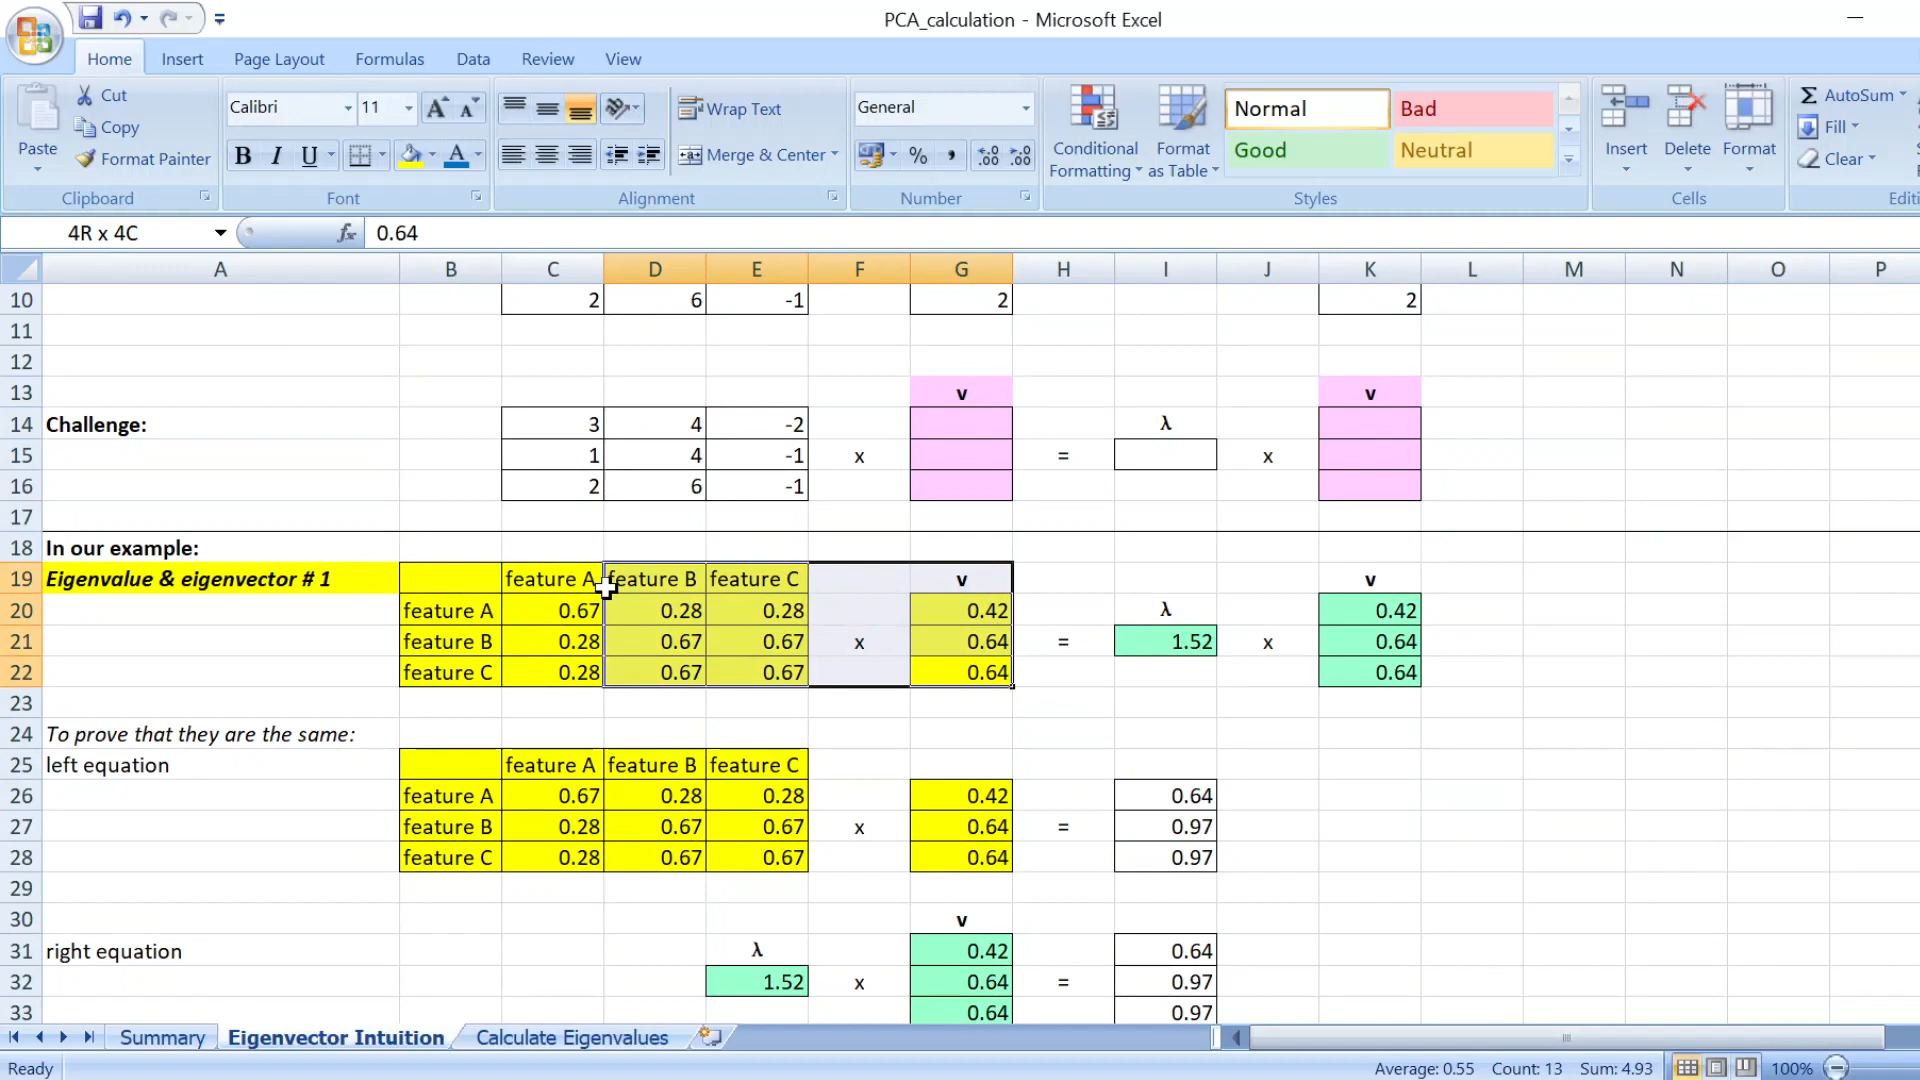 PCA_calculation - Microsoft Excel
Home Insert Page Layout Formulas Data Review View
Paste Cut Copy Format Painter
Calibri 11 A A Wrap Text General Normal Bad AutoSum
B I U A Merge & Center % , Conditional Formatting Format as Table Good Neutral Insert Delete Format Fill Clear
Clipboard Font Alignment Number Styles Cells Editi
4R x 4C fx 0.64
A B C D E F G H I J K L M N O P
10 2 6 -1 2 2
11
12
13 v v
14 Challenge: 3 4 -2 λ
15 1 4 -1 x = x
16 2 6 -1
17
18 In our example:
19 Eigenvalue & eigenvector # 1 feature A feature B feature C v v
20 feature A 0.67 0.28 0.28 0.42 λ 0.42
21 feature B 0.28 0.67 0.67 x 0.64 = 1.52 x 0.64
22 feature C 0.28 0.67 0.67 0.64 0.64
23
24 To prove that they are the same:
25 left equation feature A feature B feature C
26 feature A 0.67 0.28 0.28 0.42 0.64
27 feature B 0.28 0.67 0.67 x 0.64 = 0.97
28 feature C 0.28 0.67 0.67 0.64 0.97
29
30 v
31 right equation λ 0.42 0.64
32 1.52 x 0.64 = 0.97
33 0.64 0.97
Summary Eigenvector Intuition Calculate Eigenvalues
Ready Average: 0.55 Count: 13 Sum: 4.93 100%